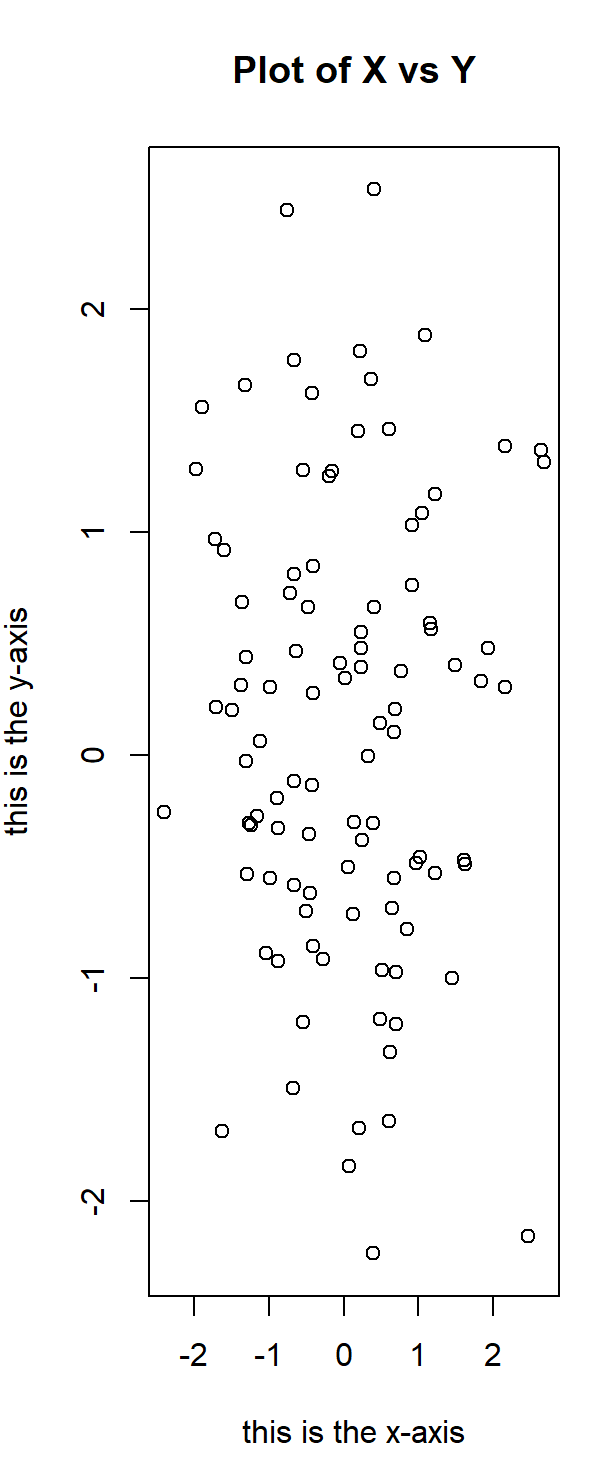 Plot of X vs Y
2
1
0
-1
-2
this is the y-axis
-2 -1 0 1 2
this is the x-axis